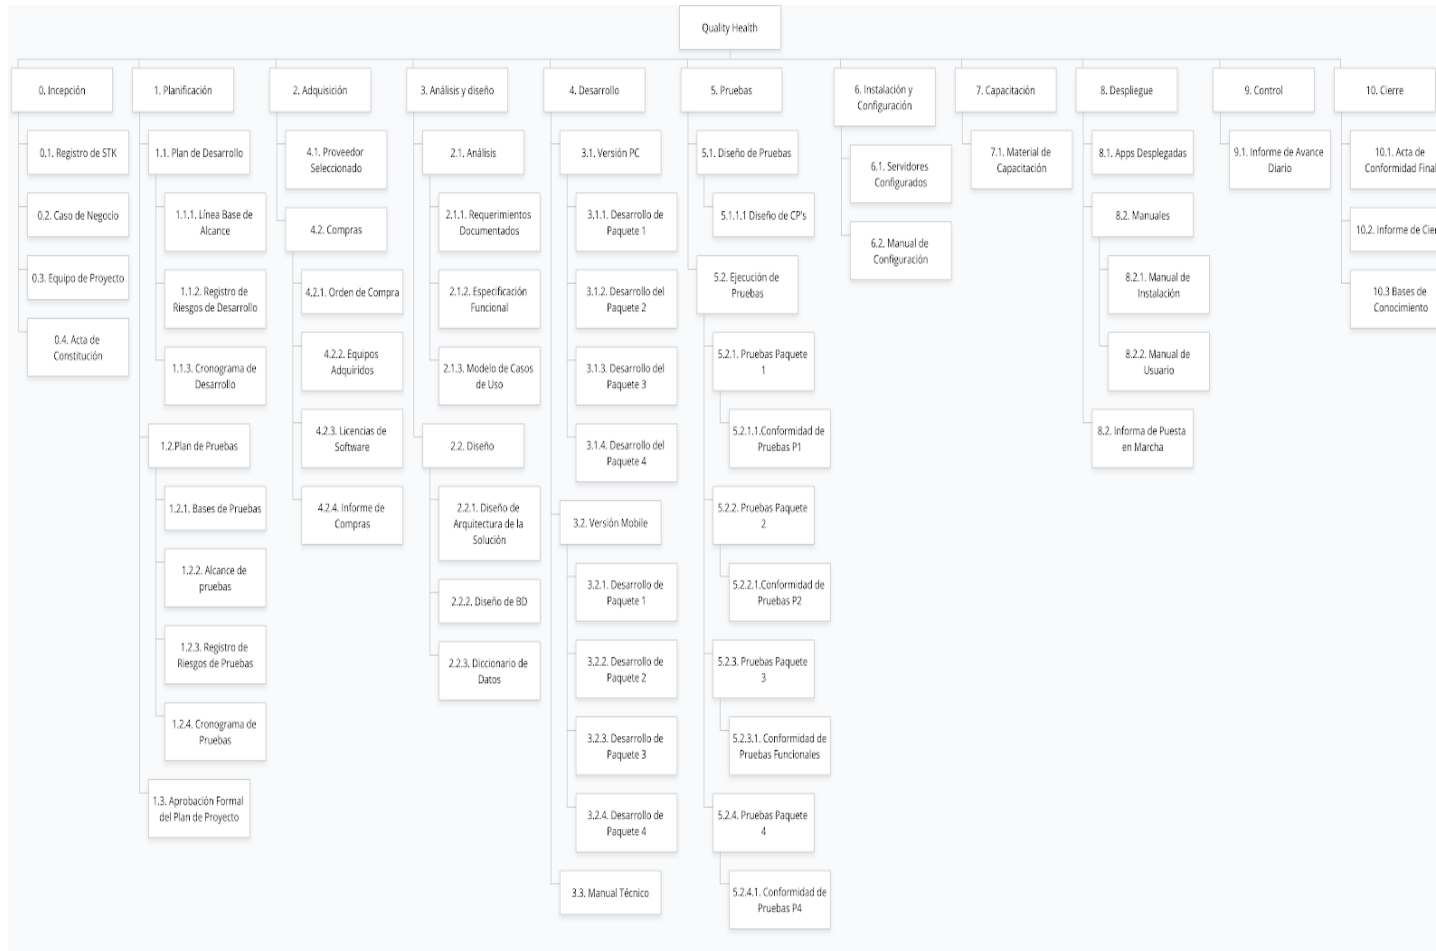 Quality Health
0. Incepción
0.1. Registro de STK
0.2. Caso de Negocio
0.3. Equipo de Proyecto
0.4. Acta de
Constitución
1. Planificación
1.1. Plan de Desarrollo
1.1.1. Línea Base de
Alcance
1.1.2. Registro de
Riesgos de Desarrollo
1.1.3. Cronograma de
Desarrollo
1.2.Plan de Pruebas
1.2.1. Bases de Pruebas
1.2.2. Alcance de
pruebas
1.2.3. Registro de
Riesgos de Pruebas
1.2.4. Cronograma de
Pruebas
1.3. Aprobación Formal
del Plan de Proyecto
2. Adquisición
4.1. Proveedor
Seleccionado
4.2. Compras
4.2.1. Orden de Compra
4.2.2. Equipos
Adquiridos
4.2.3. Licencias de
Software
4.2.4. Informe de
Compras
3. Análisis y diseño
2.1. Análisis
2.1.1. Requerimientos
Documentados
2.1.2. Especificación
Funcional
2.1.3. Modelo de Casos
de Uso
2.2. Diseño
2.2.1. Diseño de
Arquitectura de la
Solución
2.2.2. Diseño de BD
2.2.3. Diccionario de
Datos
4. Desarrollo
3.1. Versión PC
3.1.1. Desarrollo de
Paquete 1
3.1.2. Desarrollo del
Paquete 2
3.1.3. Desarrollo del
Paquete 3
3.1.4. Desarrollo del
Paquete 4
3.2. Versión Mobile
3.2.1. Desarrollo de
Paquete 1
3.2.2. Desarrollo de
Paquete 2
3.2.3. Desarrollo de
Paquete 3
3.2.4. Desarrollo de
Paquete 4
3.3. Manual Técnico
5. Pruebas
5.1. Diseño de Pruebas
5.1.1.1 Diseño de CP's
5.2. Ejecución de
Pruebas
5.2.1. Pruebas Paquete
1
5.2.1.1.Conformidad de
Pruebas P1
5.2.2. Pruebas Paquete
2
5.2.2.1.Conformidad de
Pruebas P2
5.2.3. Pruebas Paquete
3
5.2.3.1. Conformidad de
Pruebas Funcionales
5.2.4. Pruebas Paquete
4
5.2.4.1. Conformidad de
Pruebas P4
6. Instalación y
Configuración
6.1. Servidores
Configurados
6.2. Manual de
Configuración
7. Capacitación
7.1. Material de
Capacitación
8. Despliegue
8.1. Apps Desplegadas
8.2. Manuales
8.2.1. Manual de
Instalación
8.2.2. Manual de
Usuario
8.2. Informa de Puesta
en Marcha
9. Control
9.1. Informe de Avance
Diario
10. Cierre
10.1. Acta de
Conformidad Final
10.2. Informe de Cier
10.3 Bases de
Conocimiento